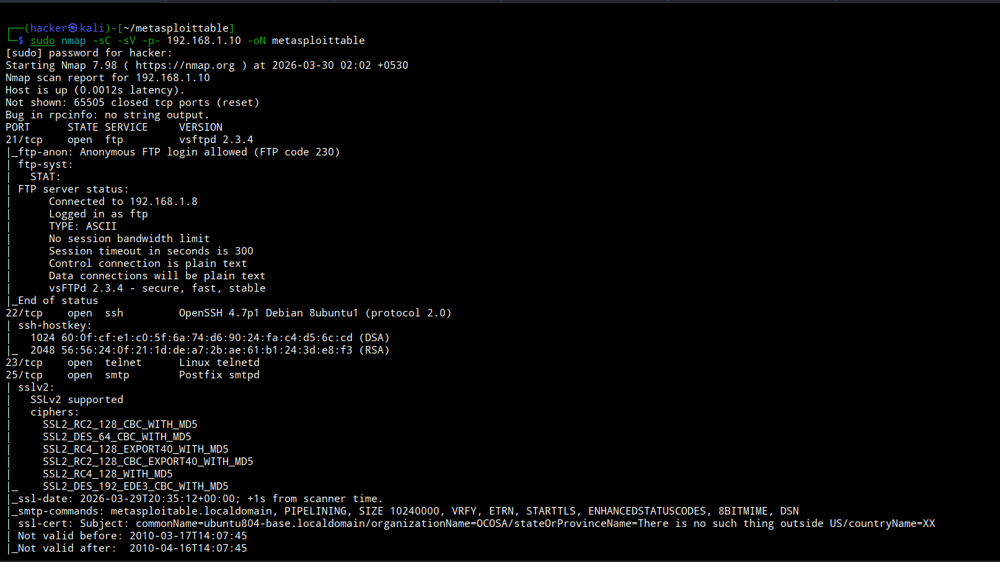 ┌──(hacker㉿kali)-[~/metasploittable]
└─$ sudo nmap -sC -sV -p- 192.168.1.10 -oN metasploittable
[sudo] password for hacker:
Starting Nmap 7.98 ( https://nmap.org ) at 2026-03-30 02:02 +0530
Nmap scan report for 192.168.1.10
Host is up (0.0012s latency).
Not shown: 65505 closed tcp ports (reset)
Bug in rpcinfo: no string output.
PORT      STATE SERVICE     VERSION
21/tcp    open  ftp         vsftpd 2.3.4
|_ftp-anon: Anonymous FTP login allowed (FTP code 230)
| ftp-syst:
|   STAT:
| FTP server status:
|      Connected to 192.168.1.8
|      Logged in as ftp
|      TYPE: ASCII
|      No session bandwidth limit
|      Session timeout in seconds is 300
|      Control connection is plain text
|      Data connections will be plain text
|      vsFTPd 2.3.4 - secure, fast, stable
|_End of status
22/tcp    open  ssh         OpenSSH 4.7p1 Debian 8ubuntu1 (protocol 2.0)
| ssh-hostkey:
|   1024 60:0f:cf:e1:c0:5f:6a:74:d6:90:24:fa:c4:d5:6c:cd (DSA)
|_  2048 56:56:24:0f:21:1d:de:a7:2b:ae:61:b1:24:3d:e8:f3 (RSA)
23/tcp    open  telnet      Linux telnetd
25/tcp    open  smtp        Postfix smtpd
| sslv2:
|   SSLv2 supported
|   ciphers:
|     SSL2_RC2_128_CBC_WITH_MD5
|     SSL2_DES_64_CBC_WITH_MD5
|     SSL2_RC4_128_EXPORT40_WITH_MD5
|     SSL2_RC2_128_CBC_EXPORT40_WITH_MD5
|     SSL2_RC4_128_WITH_MD5
|_    SSL2_DES_192_EDE3_CBC_WITH_MD5
|_ssl-date: 2026-03-29T20:35:12+00:00; +1s from scanner time.
|_smtp-commands: metasploitable.localdomain, PIPELINING, SIZE 10240000, VRFY, ETRN, STARTTLS, ENHANCEDSTATUSCODES, 8BITMIME, DSN
| ssl-cert: Subject: commonName=ubuntu804-base.localdomain/organizationName=OCOSA/stateOrProvinceName=There is no such thing outside US/countryName=XX
| Not valid before: 2010-03-17T14:07:45
|_Not valid after:  2010-04-16T14:07:45